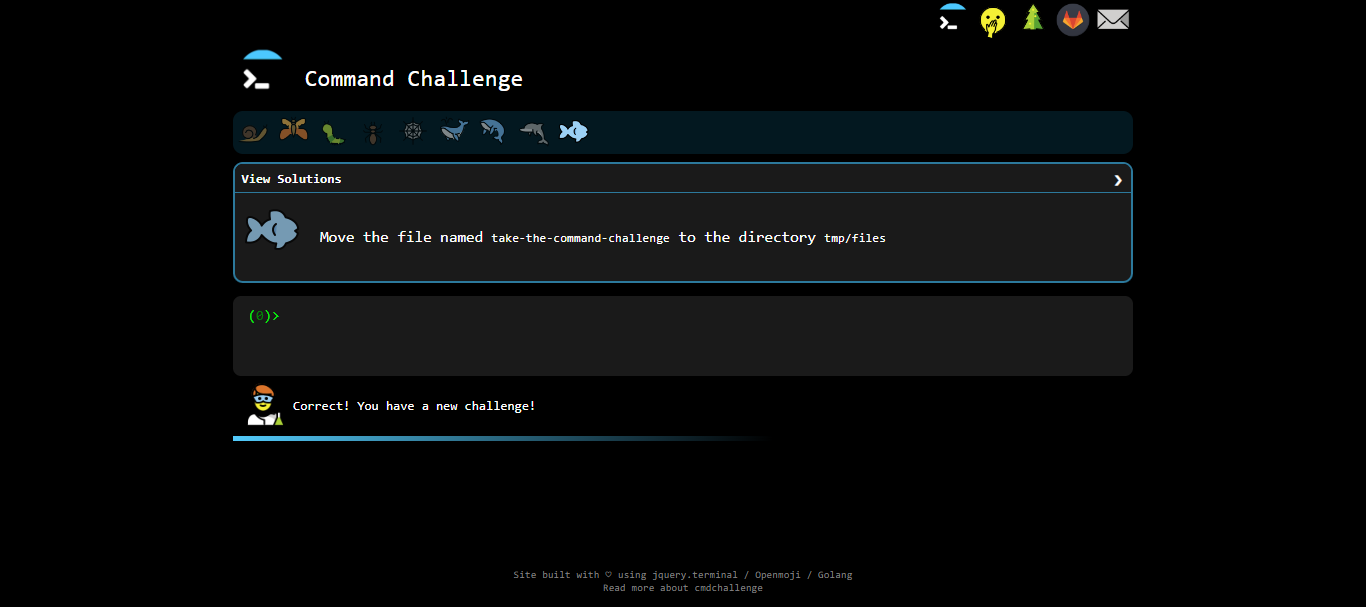 Command Challenge
View Solutions
Move the file named take-the-command-challenge to the directory tmp/files
(0)>
Correct! You have a new challenge!
Site built with ♡ using jquery.terminal / Openmoji / Golang
Read more about cmdchallenge